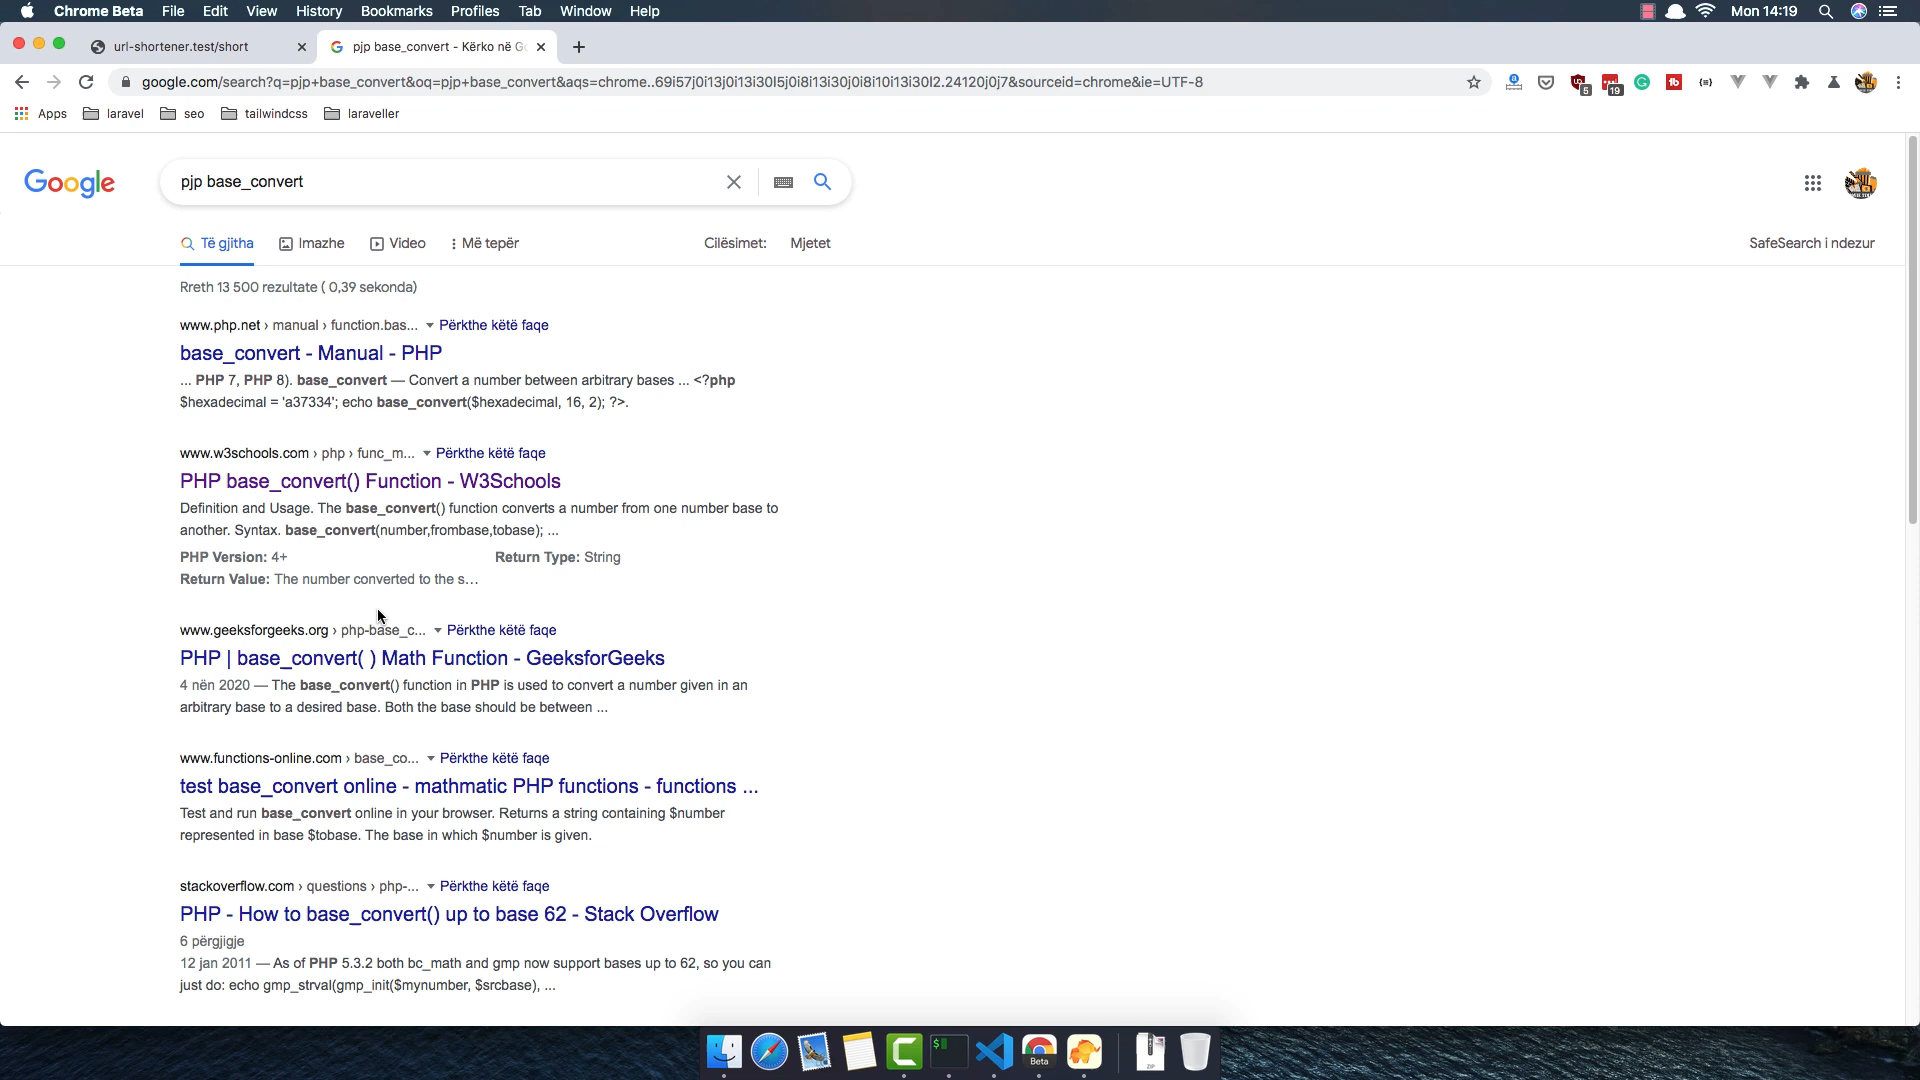 Chrome Beta File Edit View History Bookmarks Profiles Tab Window Help Mon 14:19
url-shortener.test/short
pjp base_convert - Kërko në G
google.com/search?q=pjp+base_convert&oq=pjp+base_convert&aqs=chrome..69i57j0i13j0i13i30l5j0i8i13i30j0i8i10i13i30l2.24120j0j7&sourceid=chrome&ie=UTF-8
5
19
Apps laravel seo tailwindcss laraveller
Google
pjp base_convert
Të gjitha Imazhe Video Më tepër Cilësimet: Mjetet SafeSearch i ndezur
Rreth 13 500 rezultate ( 0,39 sekonda)
www.php.net › manual › function.bas... Përkthe këtë faqe
base_convert - Manual - PHP
... PHP 7, PHP 8). base_convert — Convert a number between arbitrary bases ... <?php
$hexadecimal = 'a37334'; echo base_convert($hexadecimal, 16, 2); ?>.
www.w3schools.com › php › func_m... Përkthe këtë faqe
PHP base_convert() Function - W3Schools
Definition and Usage. The base_convert() function converts a number from one number base to
another. Syntax. base_convert(number,frombase,tobase); ...
PHP Version: 4+ Return Type: String
Return Value: The number converted to the s...
www.geeksforgeeks.org › php-base_c... Përkthe këtë faqe
PHP | base_convert( ) Math Function - GeeksforGeeks
4 nën 2020 — The base_convert() function in PHP is used to convert a number given in an
arbitrary base to a desired base. Both the base should be between ...
www.functions-online.com › base_co... Përkthe këtë faqe
test base_convert online - mathmatic PHP functions - functions ...
Test and run base_convert online in your browser. Returns a string containing $number
represented in base $tobase. The base in which $number is given.
stackoverflow.com › questions › php-... Përkthe këtë faqe
PHP - How to base_convert() up to base 62 - Stack Overflow
6 përgjigje
12 jan 2011 — As of PHP 5.3.2 both bc_math and gmp now support bases up to 62, so you can
just do: echo gmp_strval(gmp_init($mynumber, $srcbase), ...
Beta
ZIP